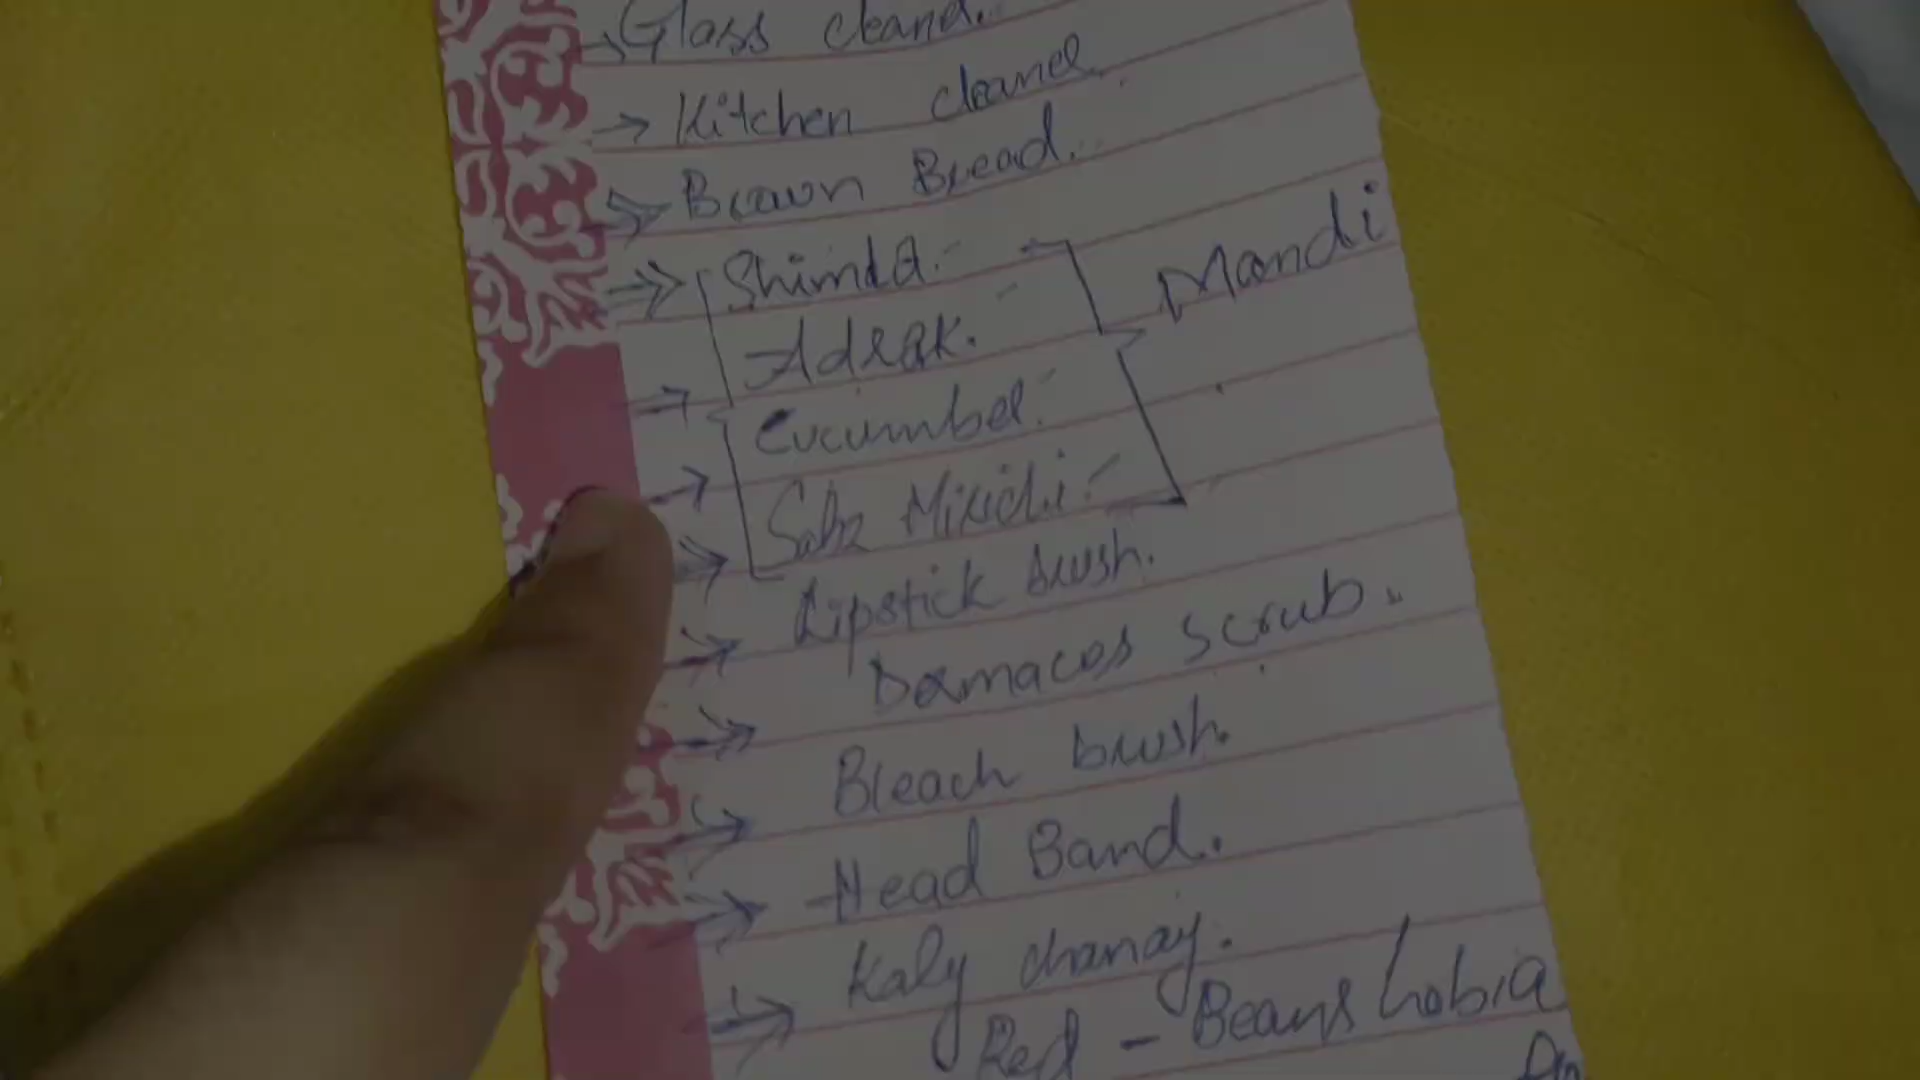 Glass cleaner.
Kitchen cleaner.
Brown Bread.
Shimla.
Adrak.
Cucumber.
Sabz Mirchi.
Mandi
Lipstick brush.
Dermacos scrub.
Bleach brush.
Head Band.
Kaly chanay.
Red - Beans Lobia